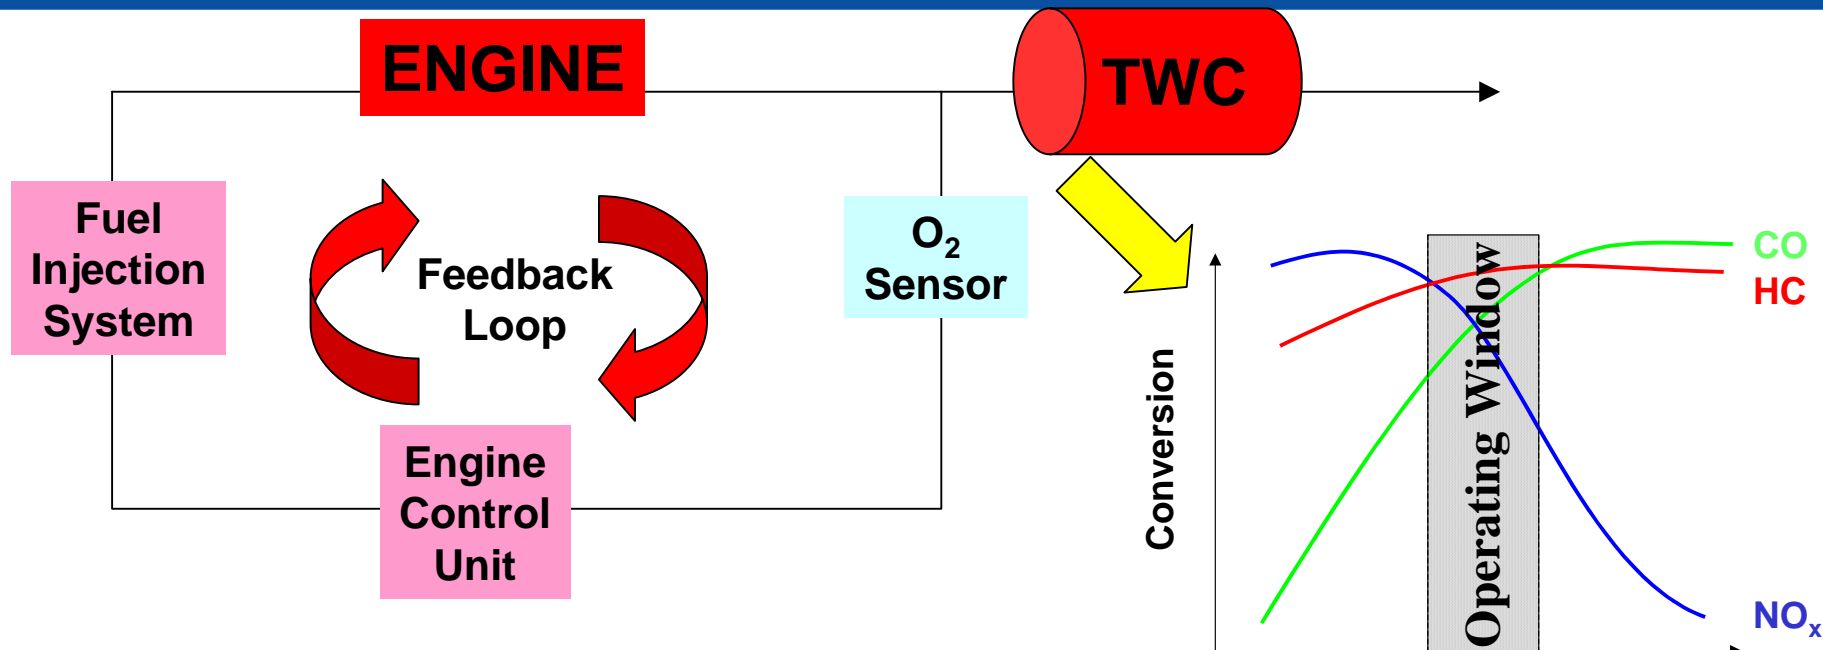 ENGINE
TWC
Fuel
Injection
System
Feedback
Loop
O₂
Sensor
Engine
Control
Unit
Conversion
Operating Window
CO
HC
NOₓ